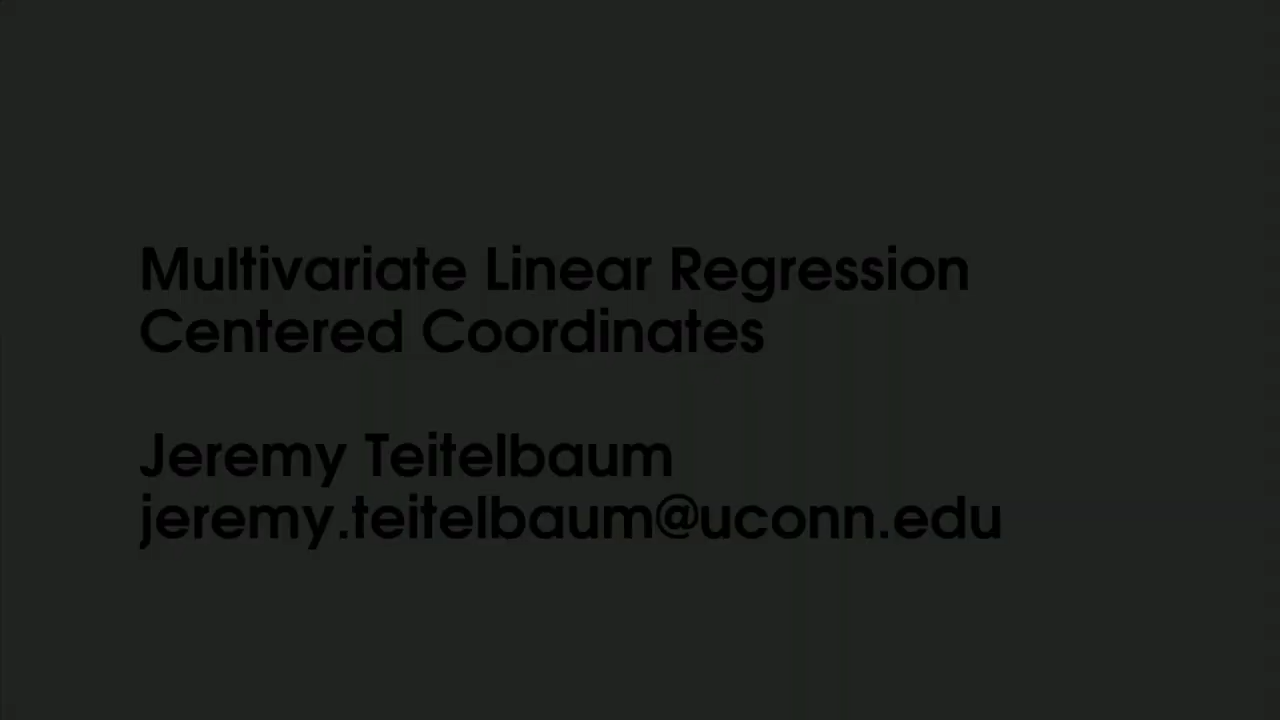 Multivariate Linear Regression
Centered Coordinates
Jeremy Teitelbaum
jeremy.teitelbaum@uconn.edu